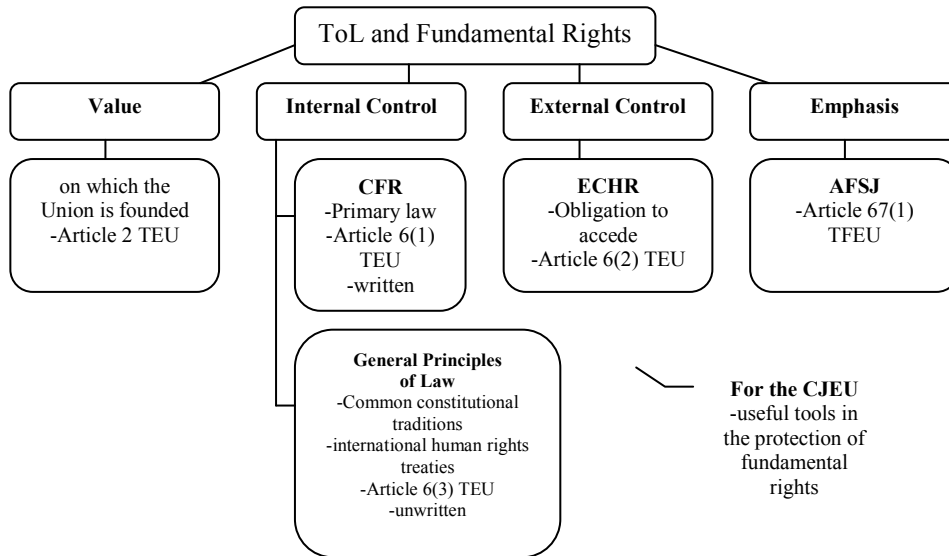 ToL and Fundamental Rights
Value
Internal Control
External Control
Emphasis
on which the
Union is founded
-Article 2 TEU
CFR
-Primary law
-Article 6(1)
TEU
-written
ECHR
-Obligation to
accede
-Article 6(2) TEU
AFSJ
-Article 67(1)
TFEU
General Principles
of Law
-Common constitutional
traditions
-international human rights
treaties
-Article 6(3) TEU
-unwritten
For the CJEU
-useful tools in
the protection of
fundamental
rights